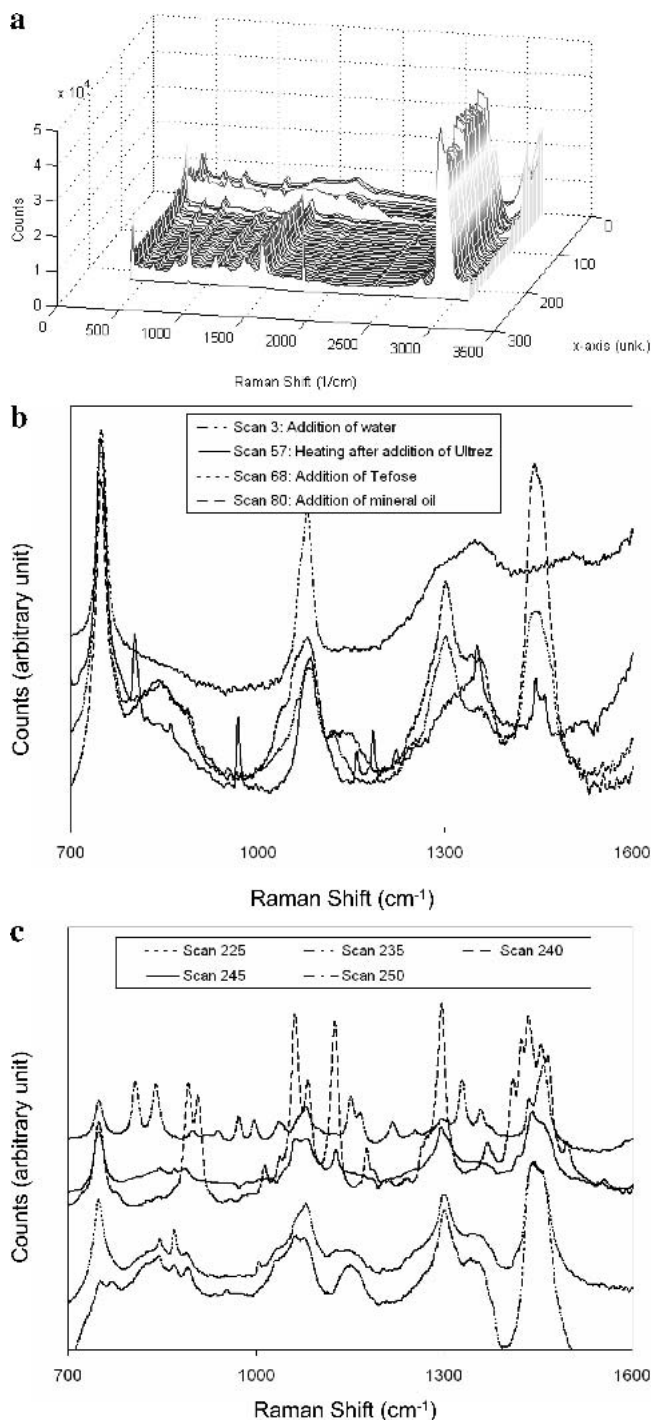 a
x 10^4
5
4
3
2
1
0
Counts
0
500
1000
1500
2000
2500
3000
3500
Raman Shift (1/cm)
0
100
200
300
x-axis (unk.)
b
Scan 3: Addition of water
Scan 57: Heating after addition of Ultrez
Scan 68: Addition of Tefose
Scan 80: Addition of mineral oil
Counts (arbitrary unit)
700
1000
1300
1600
Raman Shift (cm⁻¹)
c
Scan 225
Scan 235
Scan 240
Scan 245
Scan 250
Counts (arbitrary unit)
700
1000
1300
1600
Raman Shift (cm⁻¹)